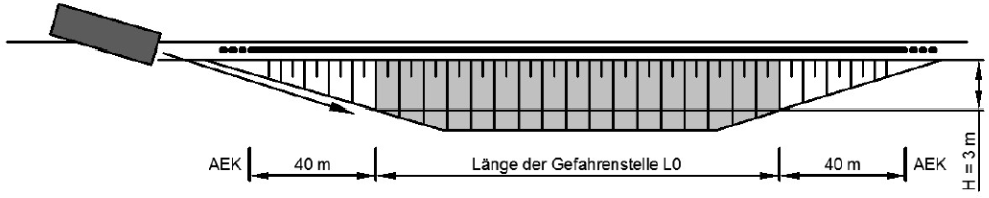 AEK 40 m Länge der Gefahrenstelle L0 40 m AEK
H = 3 m